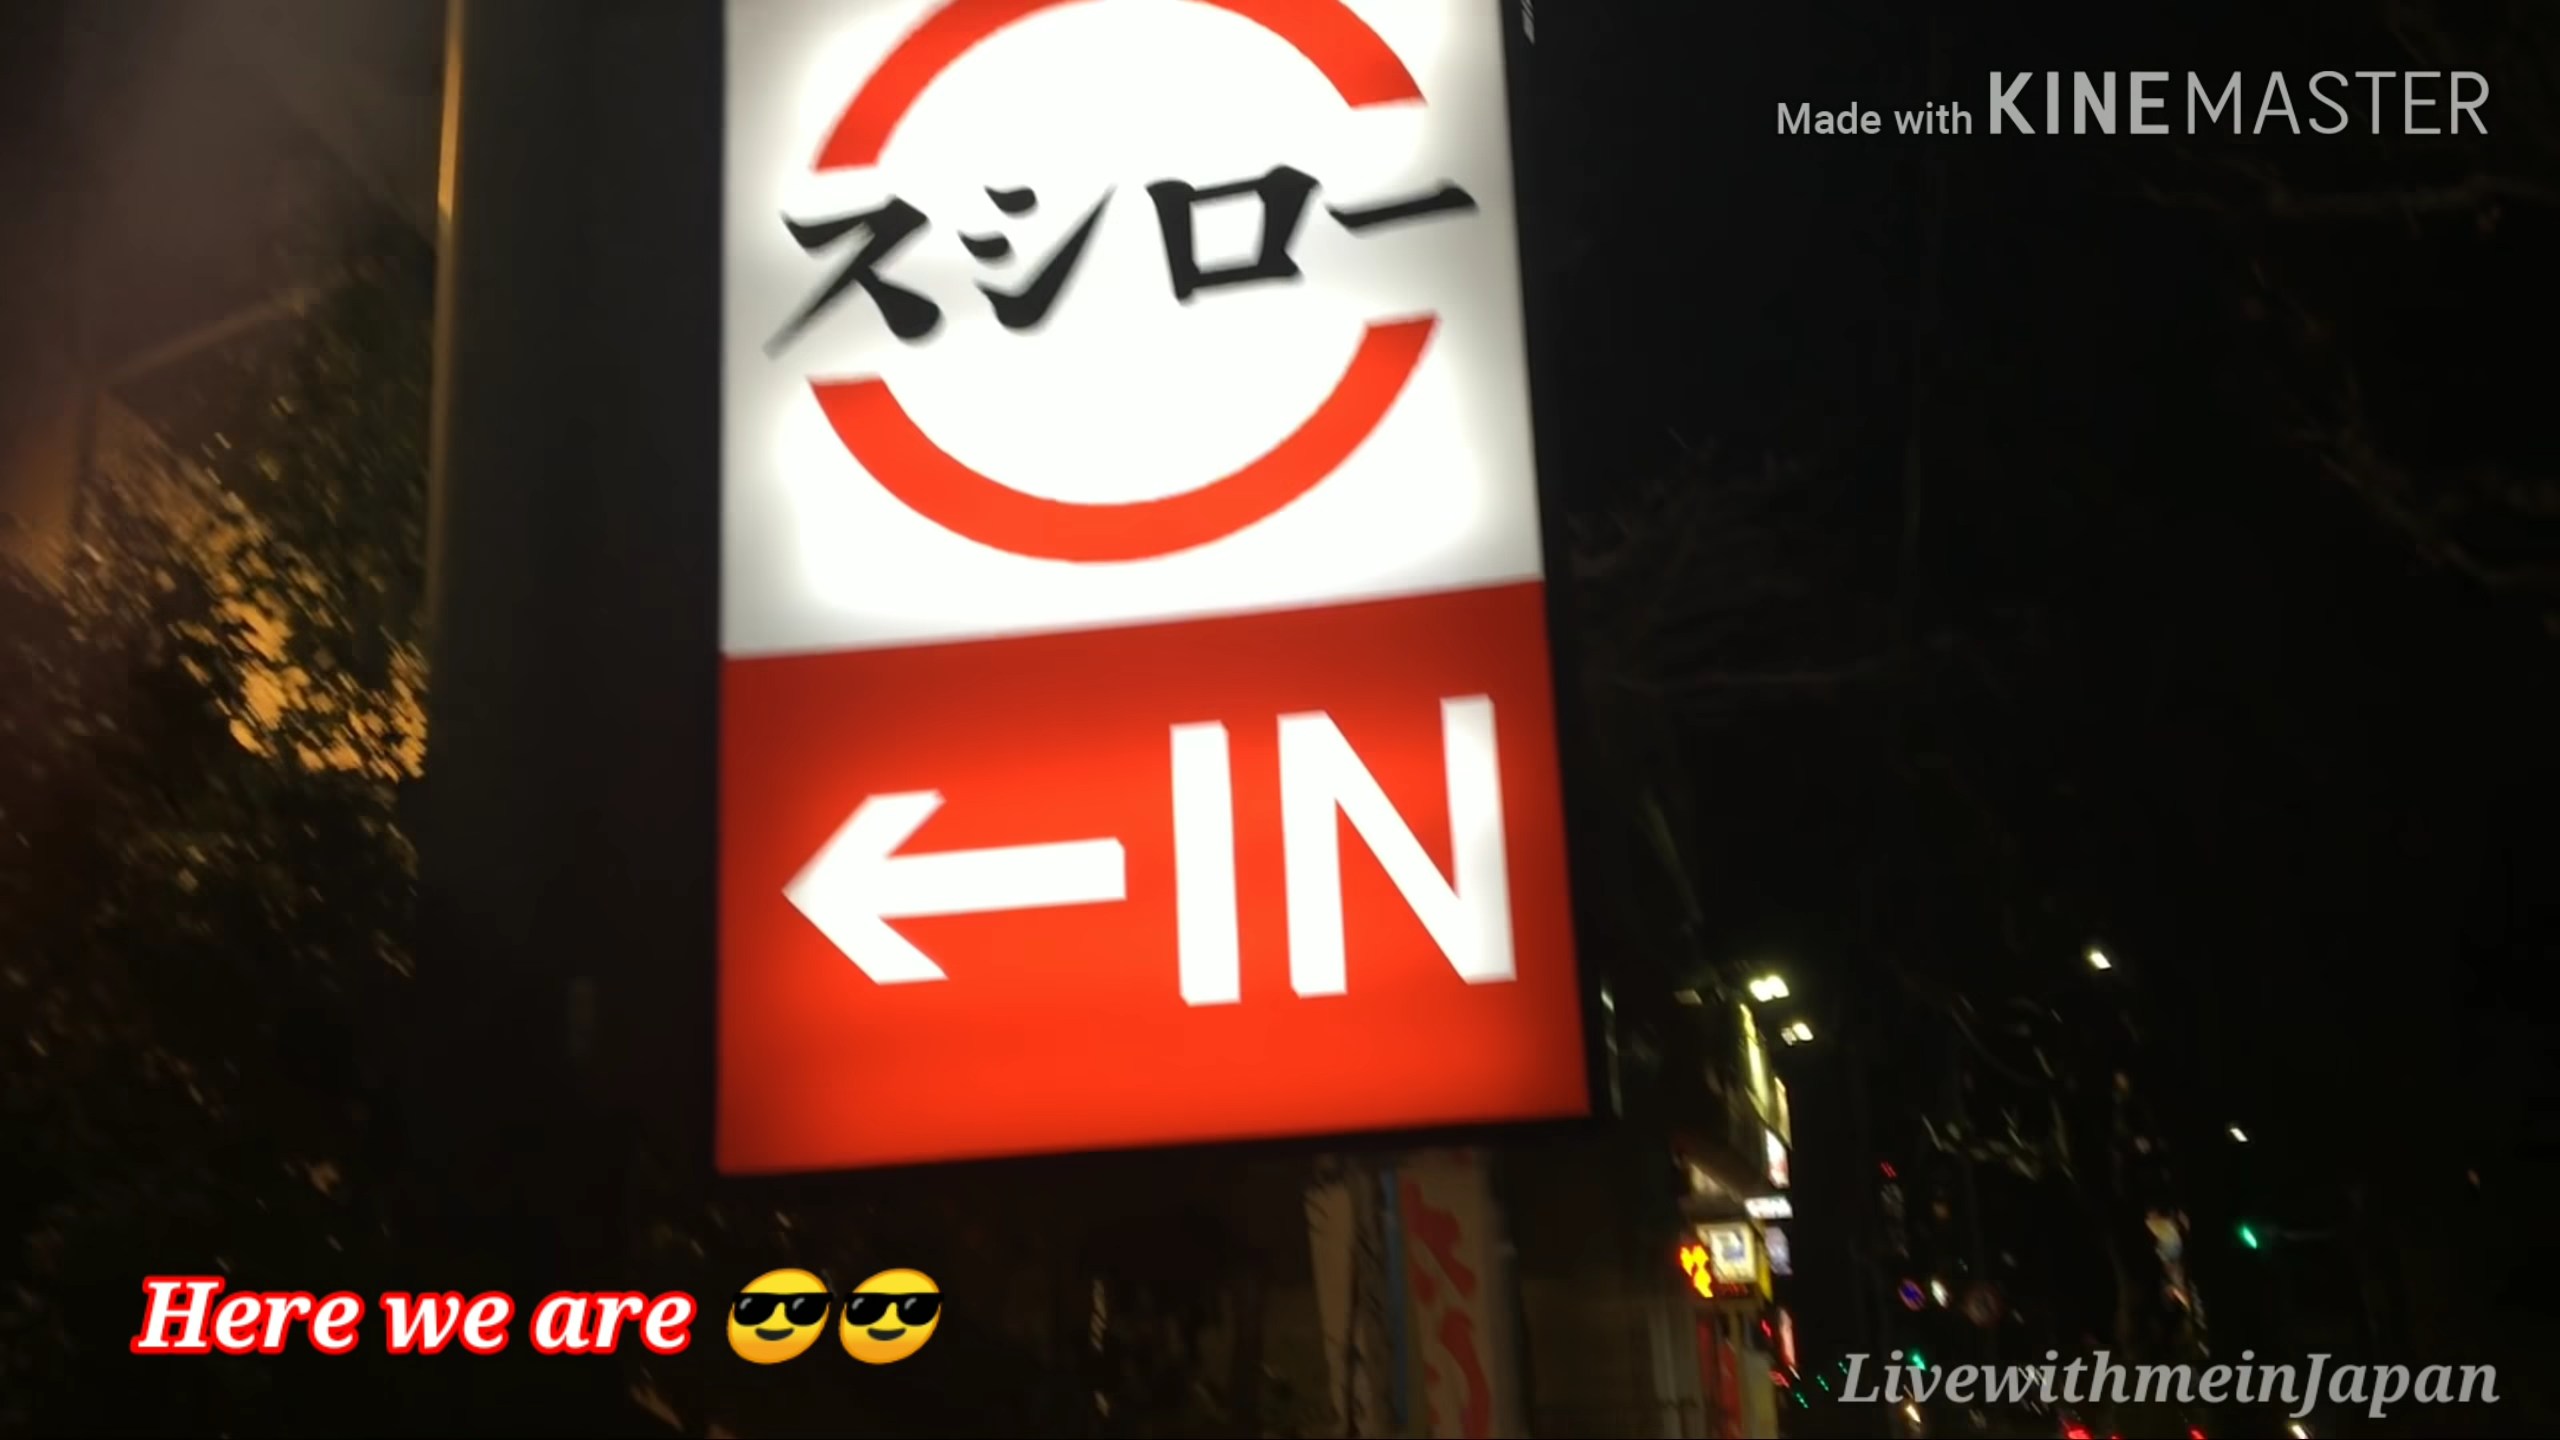 Made with KINEMASTER
スシロー
←IN
Here we are 😎😎
LivewithmeinJapan